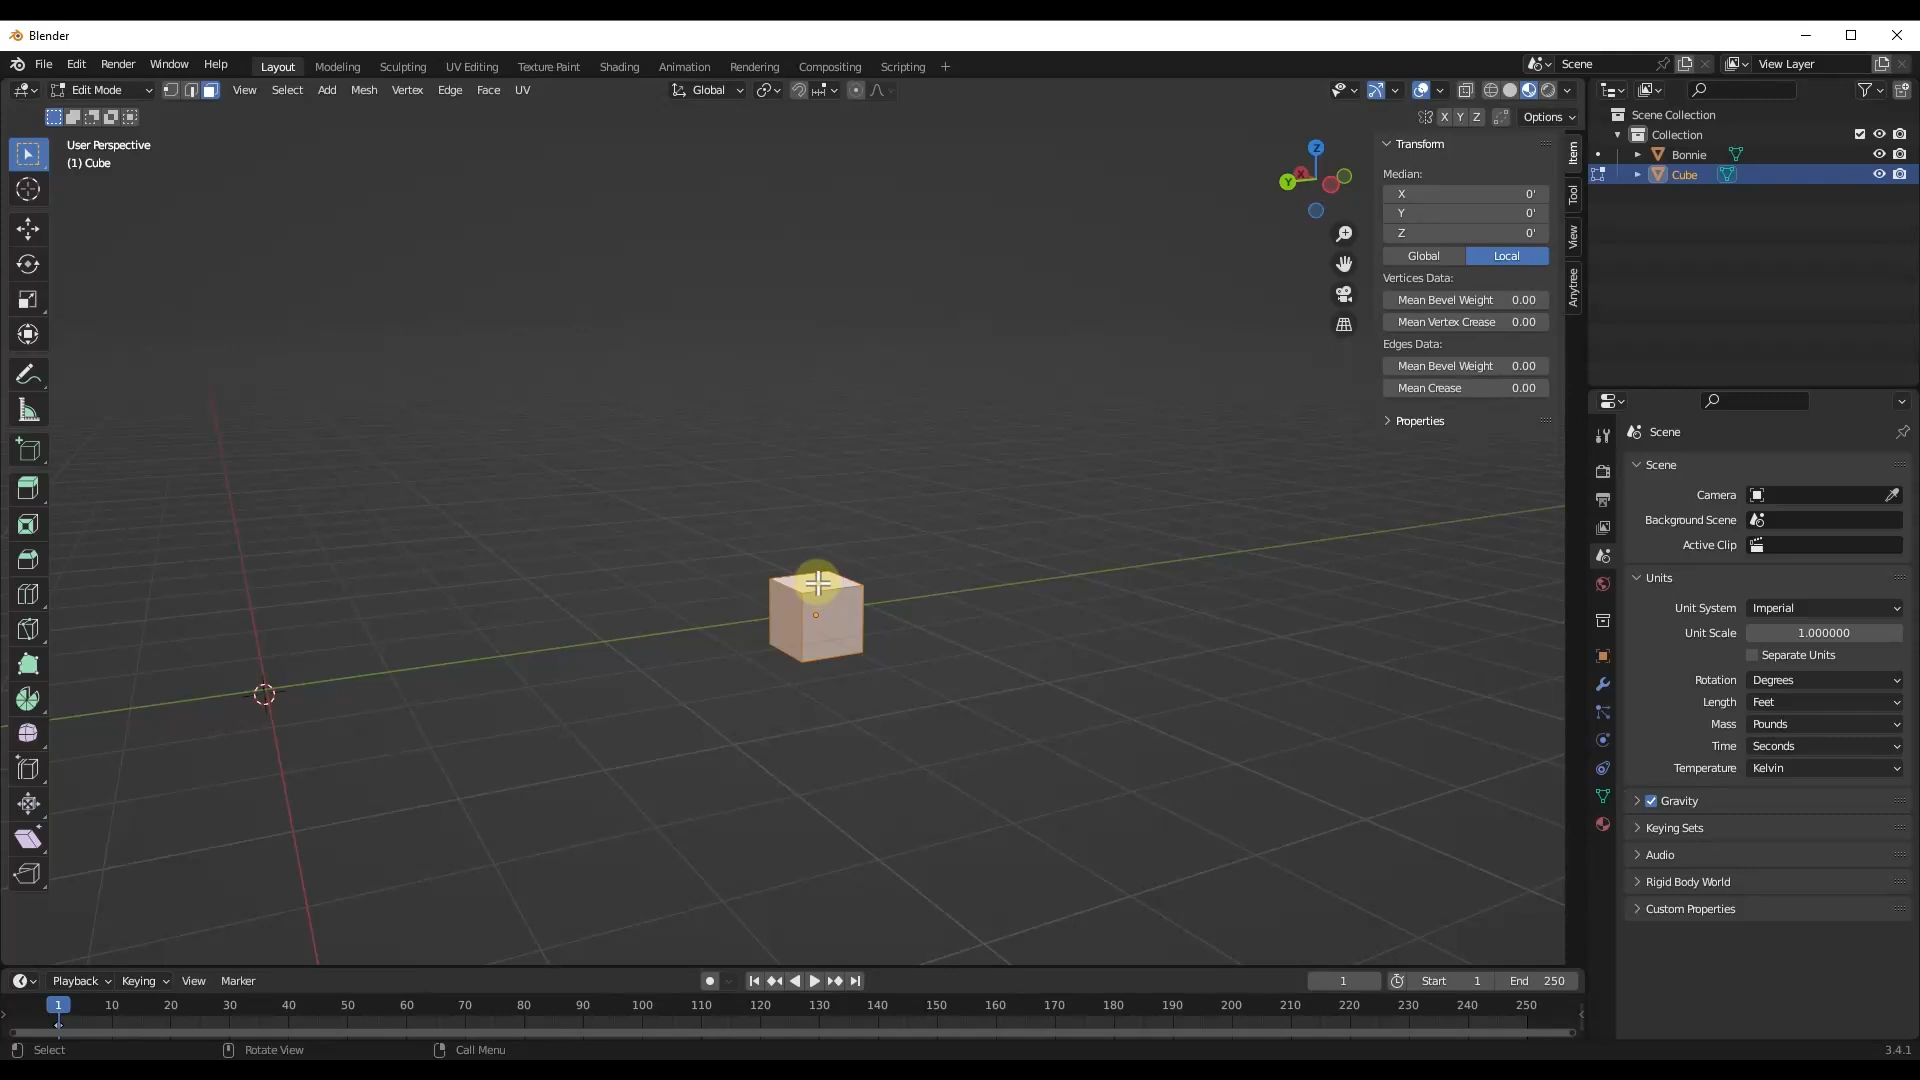 Blender
File Edit Render Window Help Layout Modeling Sculpting UV Editing Texture Paint Shading Animation Rendering Compositing Scripting + Scene View Layer
Edit Mode View Select Add Mesh Vertex Edge Face UV Global
X Y Z Options
User Perspective
(1) Cube
Z
Y
X
Transform
Median:
X 0'
Y 0'
Z 0'
Global Local
Vertices Data:
Mean Bevel Weight 0.00
Mean Vertex Crease 0.00
Edges Data:
Mean Bevel Weight 0.00
Mean Crease 0.00
Properties
Item
Tool
View
Anytree
Scene Collection
Collection
Bonnie
Cube
Scene
Scene
Camera
Background Scene
Active Clip
Units
Unit System Imperial
Unit Scale 1.000000
Separate Units
Rotation Degrees
Length Feet
Mass Pounds
Time Seconds
Temperature Kelvin
Gravity
Keying Sets
Audio
Rigid Body World
Custom Properties
Playback Keying View Marker 1 Start 1 End 250
1 10 20 30 40 50 60 70 80 90 100 110 120 130 140 150 160 170 180 190 200 210 220 230 240 250
Select Rotate View Call Menu 3.4.1